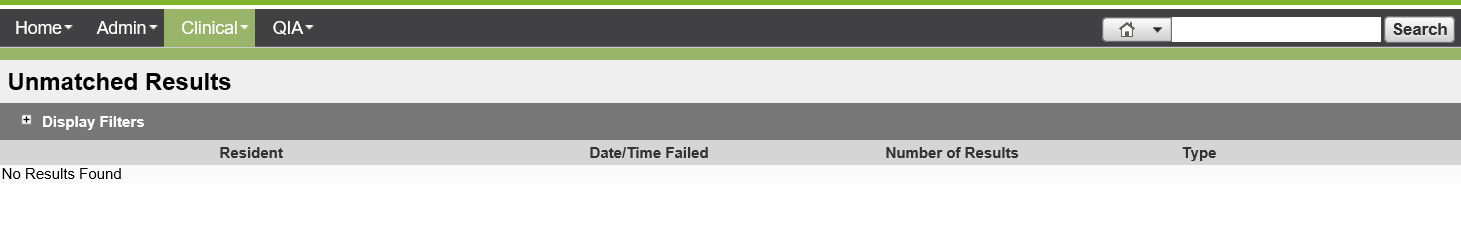 Home Admin Clinical QIA Search
Unmatched Results
Display Filters
Resident Date/Time Failed Number of Results Type
No Results Found